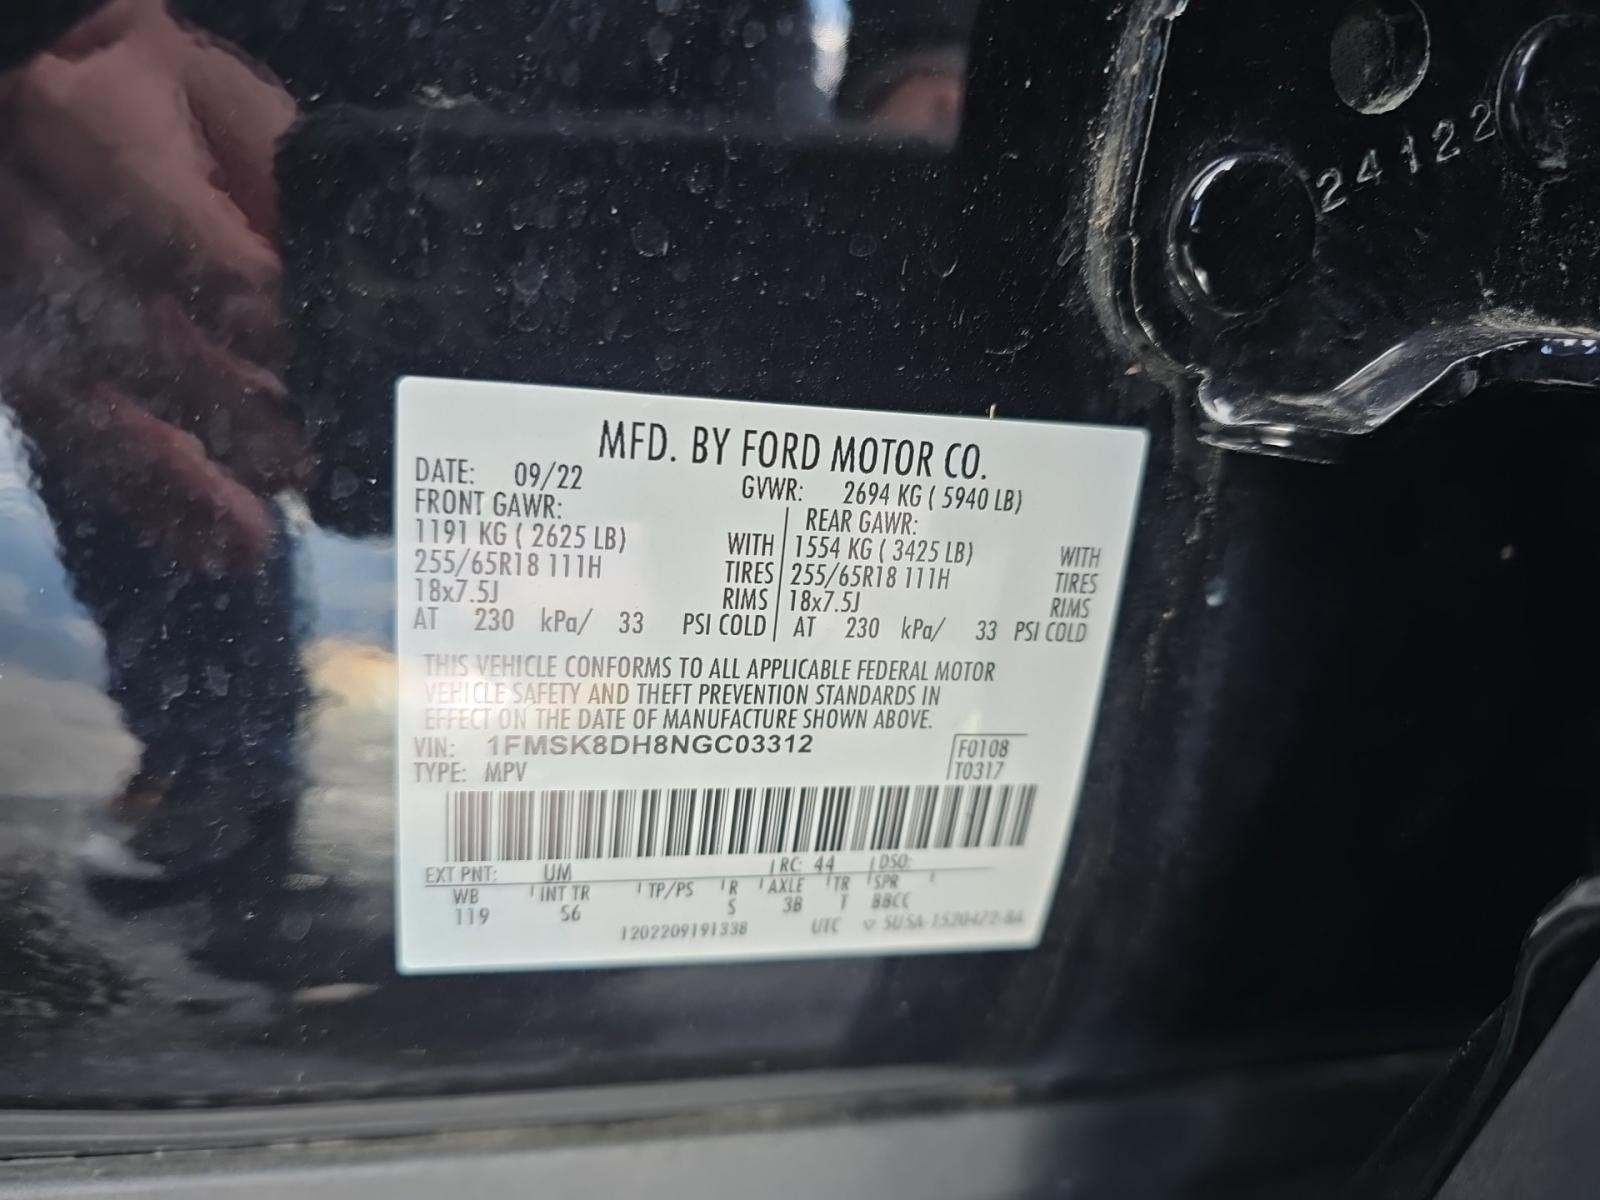 24122
MFD. BY FORD MOTOR CO.
DATE: 09/22 GVWR: 2694 KG ( 5940 LB)
FRONT GAWR: REAR GAWR:
1191 KG ( 2625 LB) WITH 1554 KG ( 3425 LB) WITH
255/65R18 111H TIRES 255/65R18 111H TIRES
18x7.5J RIMS 18x7.5J RIMS
AT 230 kPa/ 33 PSI COLD AT 230 kPa/ 33 PSI COLD
THIS VEHICLE CONFORMS TO ALL APPLICABLE FEDERAL MOTOR
VEHICLE SAFETY AND THEFT PREVENTION STANDARDS IN
EFFECT ON THE DATE OF MANUFACTURE SHOWN ABOVE.
VIN: 1FMSK8DH8NGC03312 F0108
TYPE: MPV T0317
EXT PNT: UM RC: 44 DSO:
WB INT TR TP/PS R AXLE TR SPR
119 56 S 3B T BBCC
1202209191338 UTC